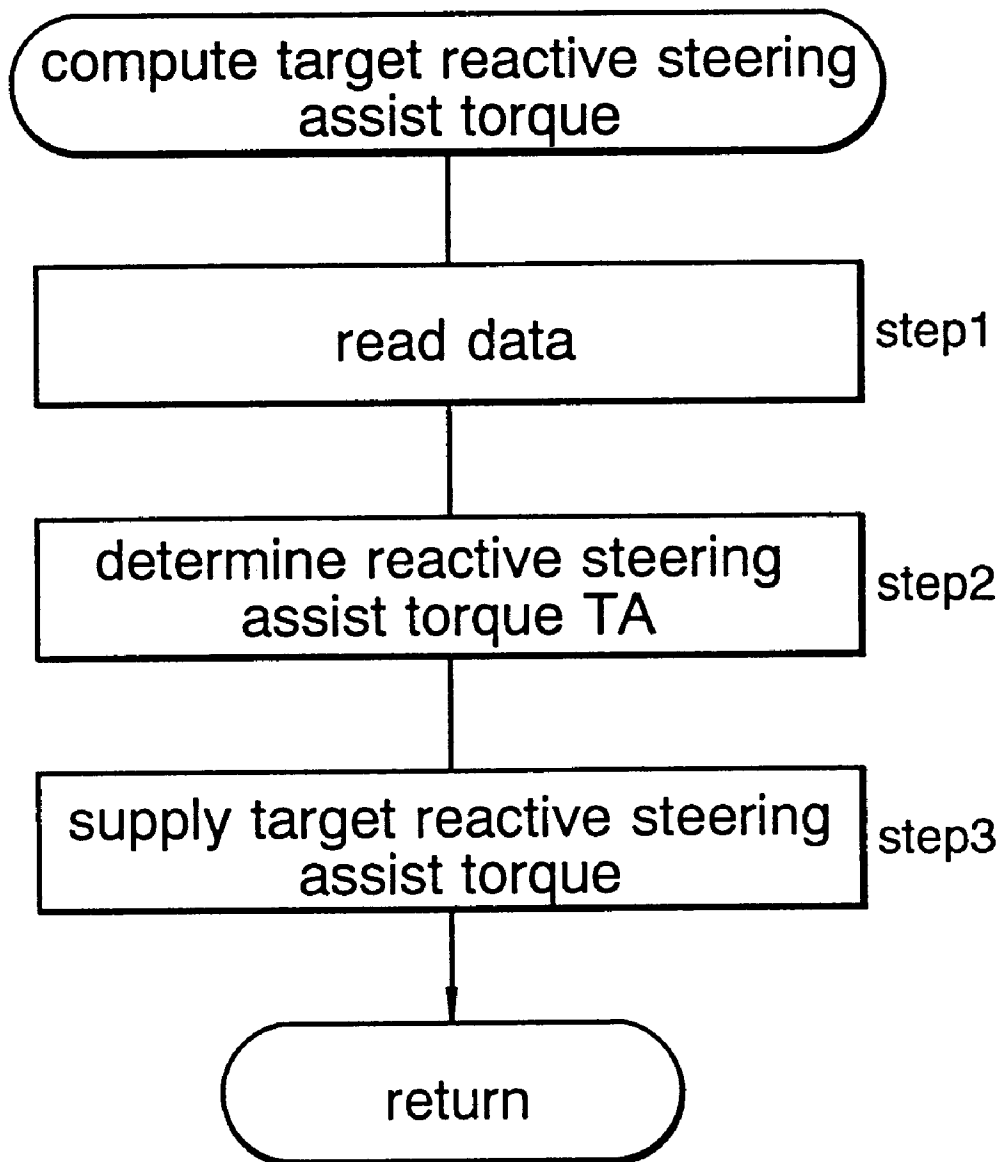 compute target reactive steering
assist torque
read data
step1
determine reactive steering
assist torque TA
step2
supply target reactive steering
assist torque
step3
return